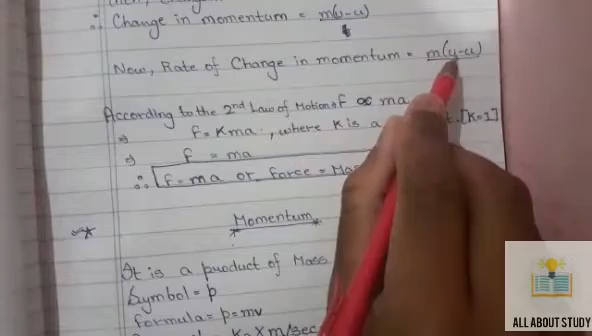 ∴ Change in momentum = m(v-u)
t
Now, Rate of Change in momentum = m(v-u)
According to the 2nd Law of Motion F ∝ ma
⇒ f = Kma, where K is a t. [K=1]
⇒ f = ma
∴ f = ma or force = Mas
Momentum
It is a product of Mass
Symbol = p
formula = p=mv
Kg × m/sec
ALL ABOUT STUDY